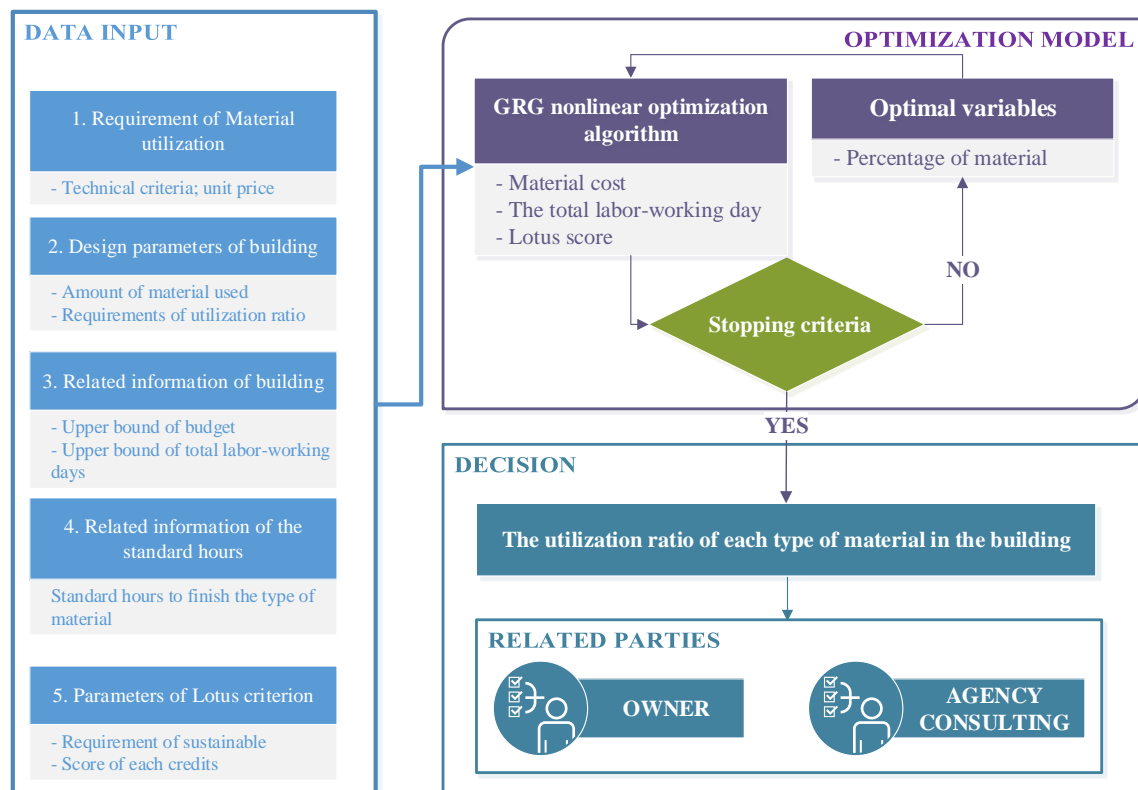 DATA INPUT
1. Requirement of Material
utilization
- Technical criteria; unit price
2. Design parameters of building
- Amount of material used
- Requirements of utilization ratio
3. Related information of building
- Upper bound of budget
- Upper bound of total labor-working
days
4. Related information of the
standard hours
Standard hours to finish the type of
material
5. Parameters of Lotus criterion
- Requirement of sustainable
- Score of each credits
OPTIMIZATION MODEL
GRG nonlinear optimization
algorithm
- Material cost
- The total labor-working day
- Lotus score
Optimal variables
- Percentage of material
NO
Stopping criteria
YES
DECISION
The utilization ratio of each type of material in the building
RELATED PARTIES
OWNER
AGENCY
CONSULTING